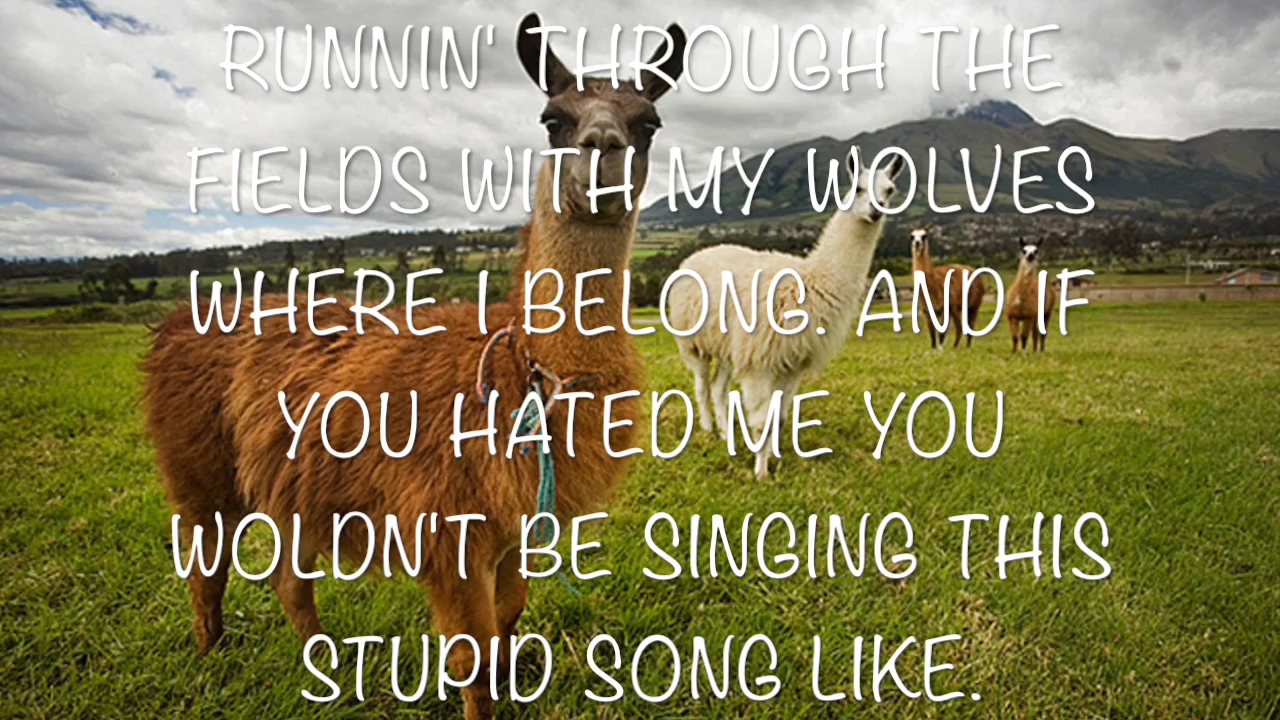 RUNNIN' THROUGH THE
FIELDS WITH MY WOLVES
WHERE I BELONG. AND IF
YOU HATED ME YOU
WOLDN'T BE SINGING THIS
STUPID SONG LIKE.